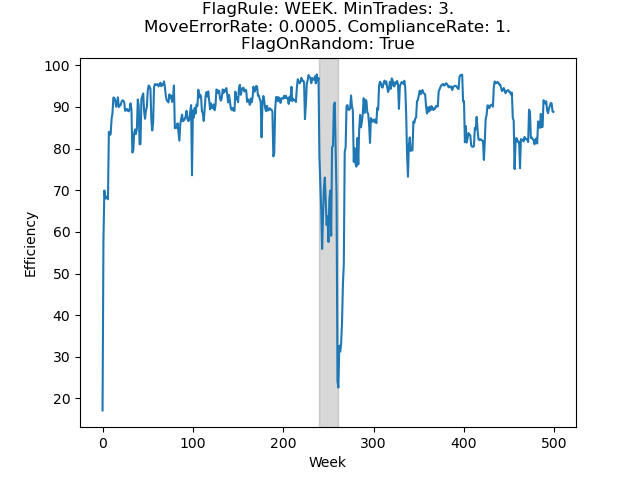 FlagRule: WEEK. MinTrades: 3.
MoveErrorRate: 0.0005. ComplianceRate: 1.
FlagOnRandom: True
100
90
80
70
60
50
40
30
20
Efficiency
0 100 200 300 400 500
Week